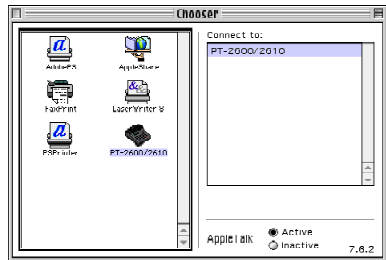 Chooser
AdobePS
AppleShare
FaxPrint
LaserWriter 8
PSPrinter
PT-2600/2610
Connect to:
PT-2600/2610
AppleTalk
Active
Inactive
7.6.2